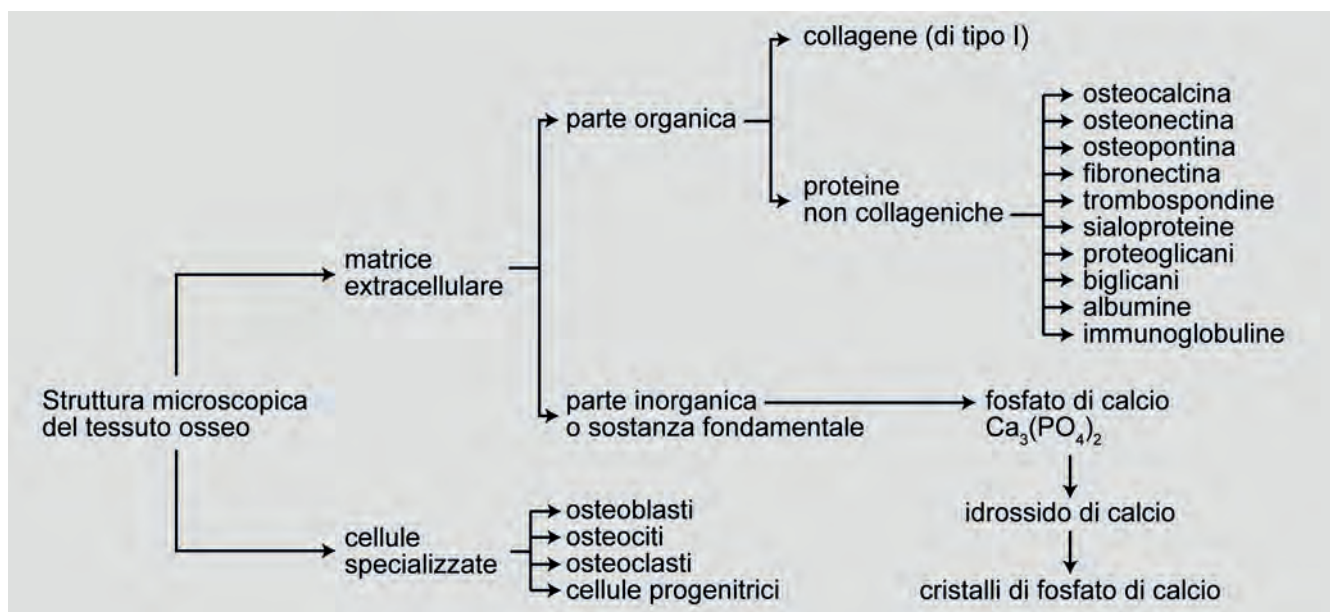 Struttura microscopica
del tessuto osseo
matrice
extracellulare
parte organica
collagene (di tipo I)
proteine
non collageniche
osteocalcina
osteonectina
osteopontina
fibronectina
trombospondine
sialoproteine
proteoglicani
biglicani
albumine
immunoglobuline
parte inorganica
o sostanza fondamentale
fosfato di calcio
Ca₃(PO₄)₂
idrossido di calcio
cristalli di fosfato di calcio
cellule
specializzate
osteoblasti
osteociti
osteoclasti
cellule progenitrici